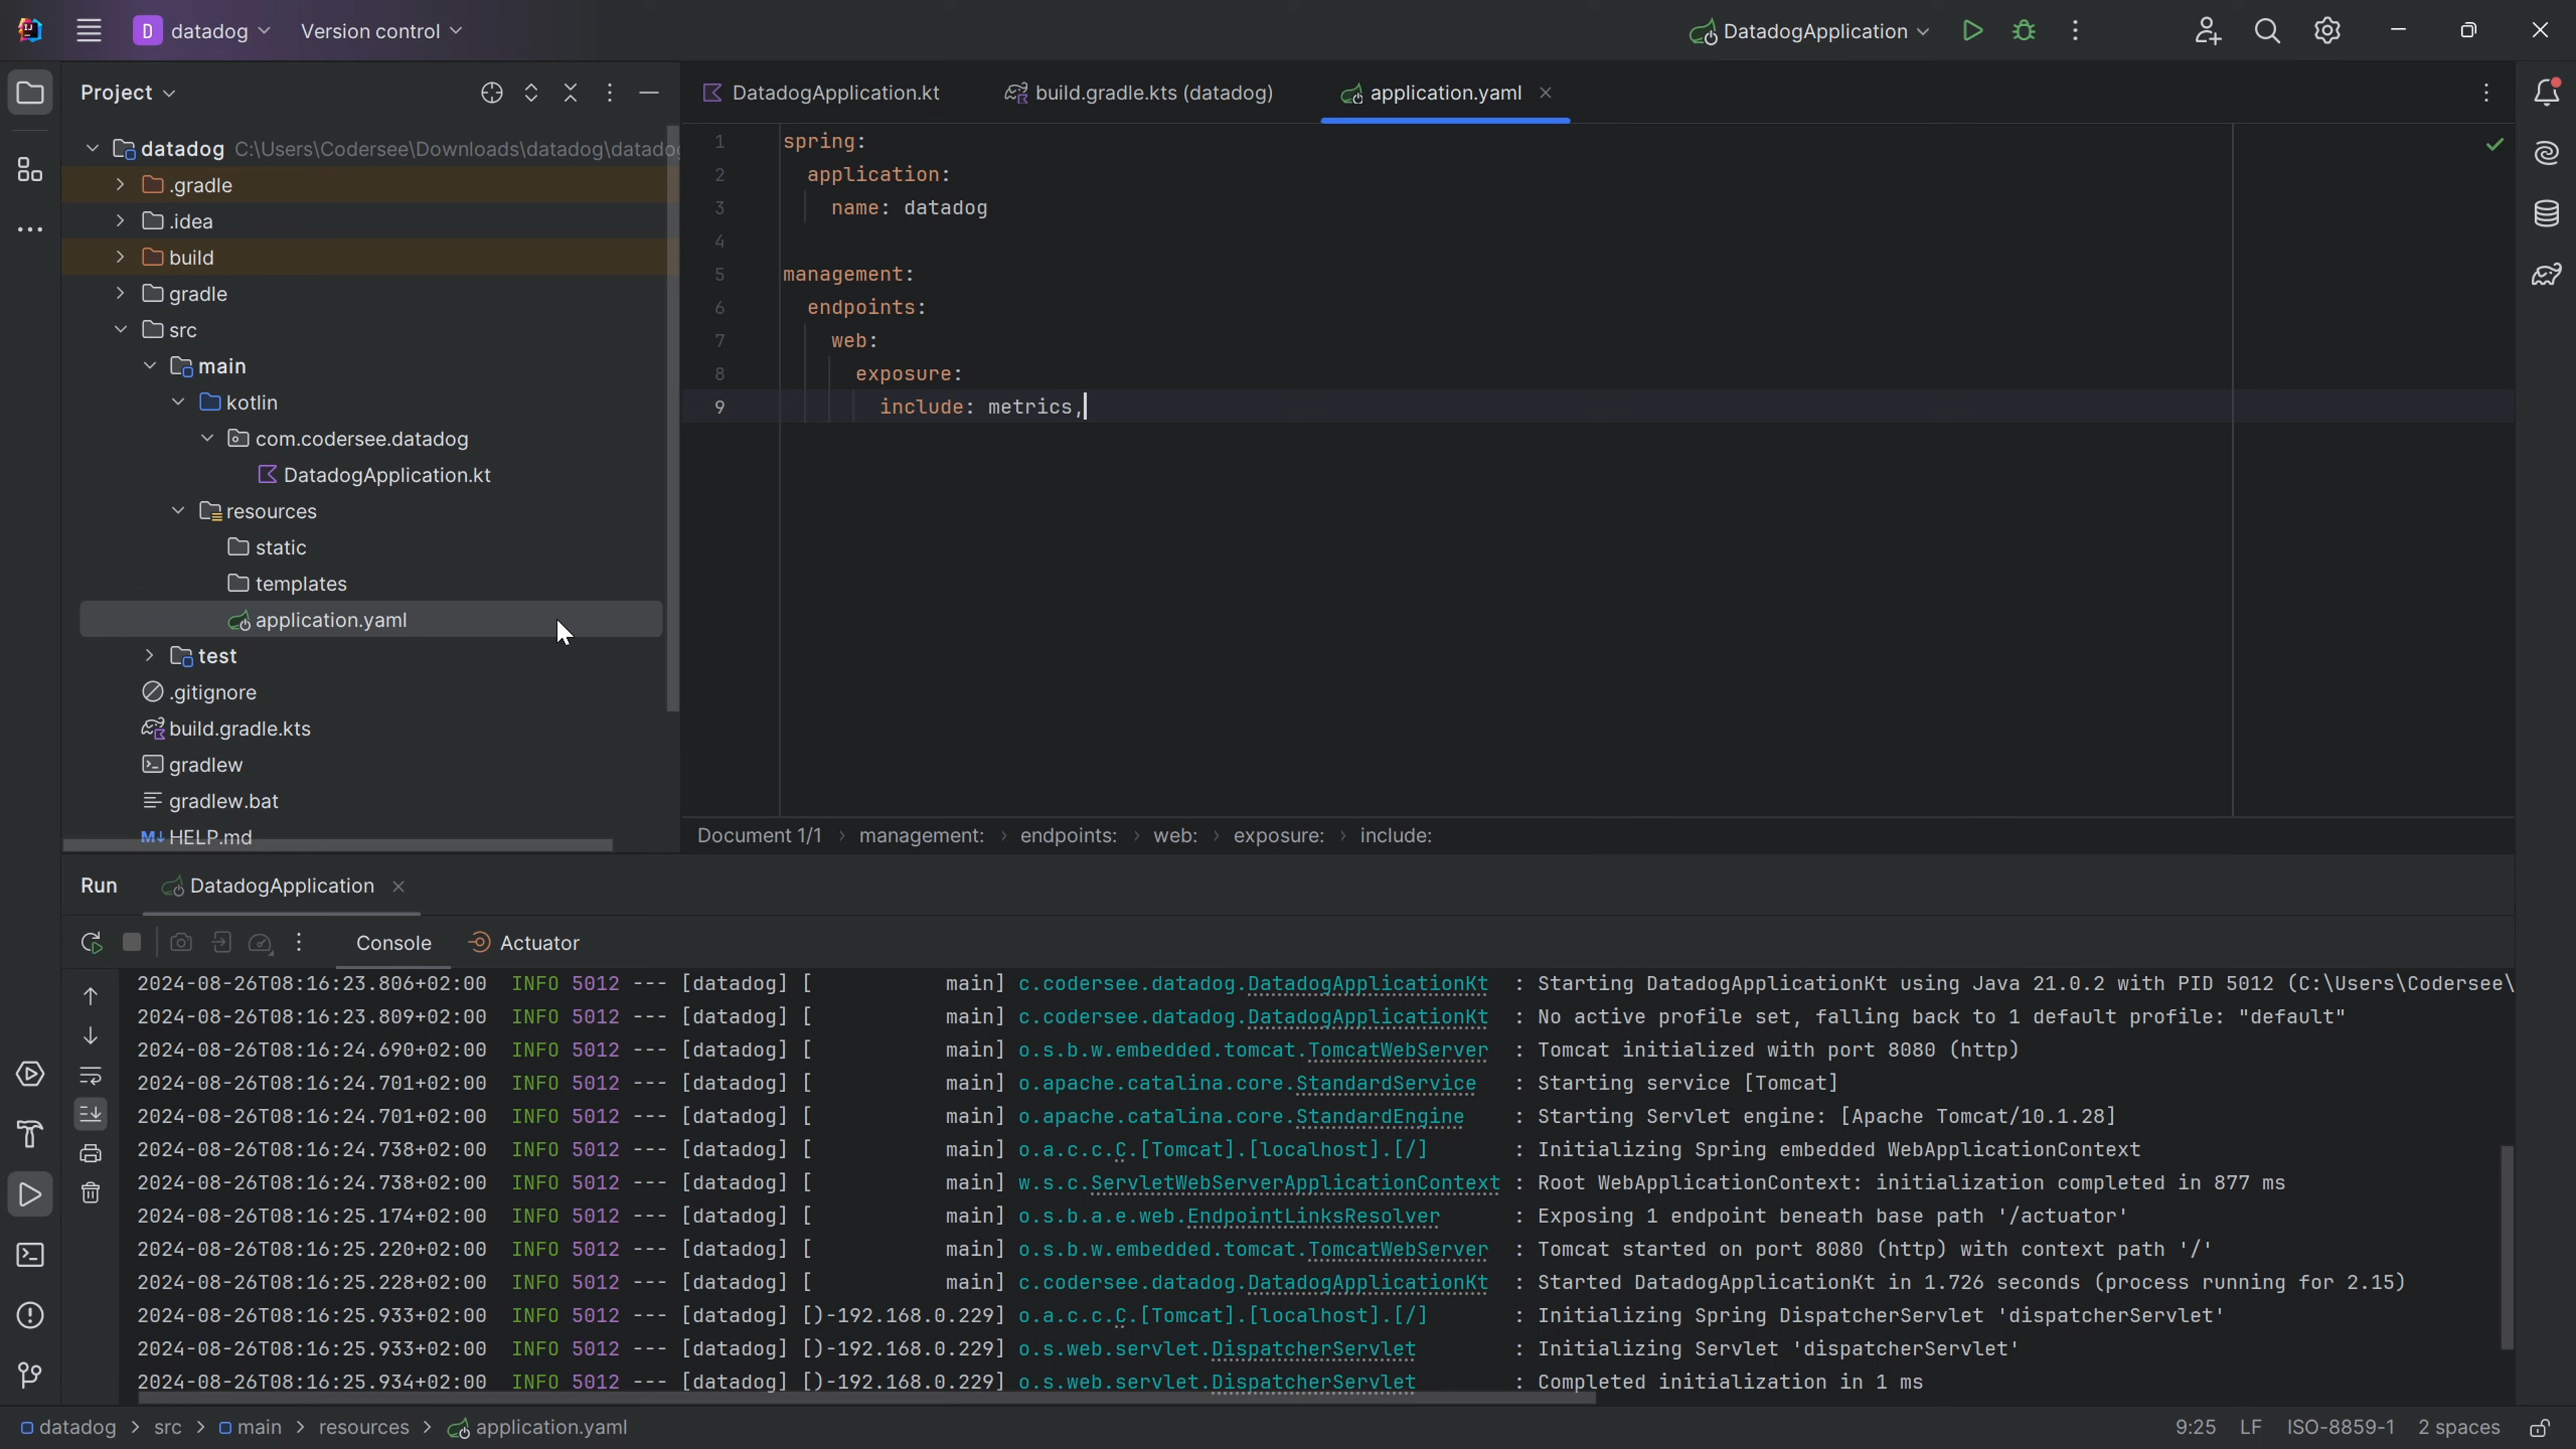 D datadog Version control DatadogApplication
Project
DatadogApplication.kt build.gradle.kts (datadog) application.yaml
datadog C:\Users\Codersee\Downloads\datadog\datadog
.gradle
.idea
build
gradle
src
main
kotlin
com.codersee.datadog
DatadogApplication.kt
resources
static
templates
application.yaml
test
.gitignore
build.gradle.kts
gradlew
gradlew.bat
M↓ HELP.md
1 spring:
2 application:
3 name: datadog
4
5 management:
6 endpoints:
7 web:
8 exposure:
9 include: metrics,
Document 1/1 › management: › endpoints: › web: › exposure: › include:
Run DatadogApplication
Console Actuator
2024-08-26T08:16:23.806+02:00 INFO 5012 --- [datadog] [ main] c.codersee.datadog.DatadogApplicationKt : Starting DatadogApplicationKt using Java 21.0.2 with PID 5012 (C:\Users\Codersee\
2024-08-26T08:16:23.809+02:00 INFO 5012 --- [datadog] [ main] c.codersee.datadog.DatadogApplicationKt : No active profile set, falling back to 1 default profile: "default"
2024-08-26T08:16:24.690+02:00 INFO 5012 --- [datadog] [ main] o.s.b.w.embedded.tomcat.TomcatWebServer : Tomcat initialized with port 8080 (http)
2024-08-26T08:16:24.701+02:00 INFO 5012 --- [datadog] [ main] o.apache.catalina.core.StandardService : Starting service [Tomcat]
2024-08-26T08:16:24.701+02:00 INFO 5012 --- [datadog] [ main] o.apache.catalina.core.StandardEngine : Starting Servlet engine: [Apache Tomcat/10.1.28]
2024-08-26T08:16:24.738+02:00 INFO 5012 --- [datadog] [ main] o.a.c.c.C.[Tomcat].[localhost].[/] : Initializing Spring embedded WebApplicationContext
2024-08-26T08:16:24.738+02:00 INFO 5012 --- [datadog] [ main] w.s.c.ServletWebServerApplicationContext : Root WebApplicationContext: initialization completed in 877 ms
2024-08-26T08:16:25.174+02:00 INFO 5012 --- [datadog] [ main] o.s.b.a.e.web.EndpointLinksResolver : Exposing 1 endpoint beneath base path '/actuator'
2024-08-26T08:16:25.220+02:00 INFO 5012 --- [datadog] [ main] o.s.b.w.embedded.tomcat.TomcatWebServer : Tomcat started on port 8080 (http) with context path '/'
2024-08-26T08:16:25.228+02:00 INFO 5012 --- [datadog] [ main] c.codersee.datadog.DatadogApplicationKt : Started DatadogApplicationKt in 1.726 seconds (process running for 2.15)
2024-08-26T08:16:25.933+02:00 INFO 5012 --- [datadog] [)-192.168.0.229] o.a.c.c.C.[Tomcat].[localhost].[/] : Initializing Spring DispatcherServlet 'dispatcherServlet'
2024-08-26T08:16:25.933+02:00 INFO 5012 --- [datadog] [)-192.168.0.229] o.s.web.servlet.DispatcherServlet : Initializing Servlet 'dispatcherServlet'
2024-08-26T08:16:25.934+02:00 INFO 5012 --- [datadog] [)-192.168.0.229] o.s.web.servlet.DispatcherServlet : Completed initialization in 1 ms
datadog › src › main › resources › application.yaml 9:25 LF ISO-8859-1 2 spaces